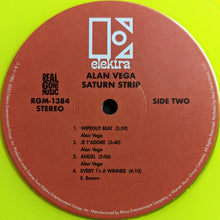 elektra
ALAN VEGA
SATURN STRIP
REAL
GONE
MUSIC
RGM-1384
STEREO
SIDE TWO
1. WIPEOUT BEAT (3:39)
Alan Vega
2. JE T'ADORE (3:40)
Alan Vega
3. ANGEL (3:06)
Alan Vega
4. EVERY 1's A WINNER (4:10)
E. Brown